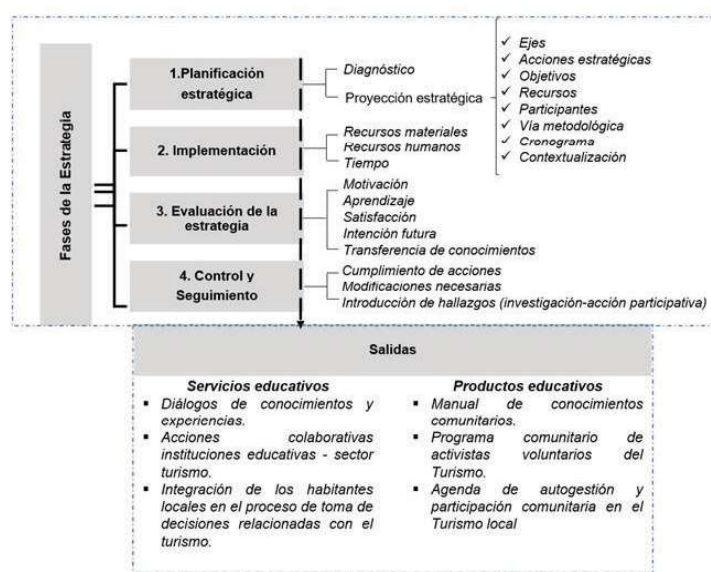 Fases de la Estrategia
1.Planificación
estratégica
Diagnóstico
Proyección estratégica
✓ Ejes
✓ Acciones estratégicas
✓ Objetivos
✓ Recursos
✓ Participantes
✓ Vía metodológica
✓ Cronograma
✓ Contextualización
2. Implementación
Recursos materiales
Recursos humanos
Tiempo
3. Evaluación de la
estrategia
Motivación
Aprendizaje
Satisfacción
Intención futura
Transferencia de conocimientos
4. Control y
Seguimiento
Cumplimiento de acciones
Modificaciones necesarias
Introducción de hallazgos (investigación-acción participativa)
Salidas
Servicios educativos
▪ Diálogos de conocimientos y
experiencias.
▪ Acciones colaborativas
instituciones educativas - sector
turismo.
▪ Integración de los habitantes
locales en el proceso de toma de
decisiones relacionadas con el
turismo.
Productos educativos
▪ Manual de conocimientos
comunitarios.
▪ Programa comunitario de
activistas voluntarios del
Turismo.
▪ Agenda de autogestión y
participación comunitaria en el
Turismo local